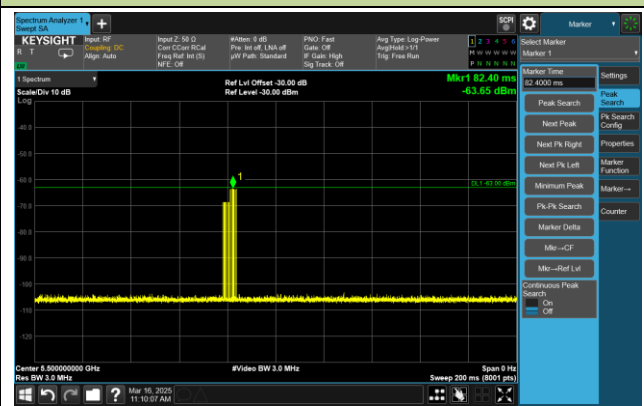 Spectrum Analyzer 1
Swept SA
SCPI
Marker
KEYSIGHT
R T
Input: RF
Coupling: DC
Align: Auto
Input Z: 50 Ω
Corr CCorr RCal
Freq Ref: Int (S)
NFE: Off
#Atten: 0 dB
Pre: Int off, LNA off
µW Path: Standard
PNO: Fast
Gate: Off
IF Gain: High
Sig Track: Off
Avg Type: Log-Power
Avg|Hold:>1/1
Trig: Free Run
1 2 3 4 5 6
M W W W W W
P N N N N N
Select Marker
Marker 1
1 Spectrum
Scale/Div 10 dB
Log
Ref Lvl Offset -30.00 dB
Ref Level -30.00 dBm
Mkr1 82.40 ms
-63.65 dBm
Marker Time
82.4000 ms
Settings
Peak Search
Next Peak
Next Pk Right
Next Pk Left
Minimum Peak
Pk-Pk Search
Marker Delta
Mkr→CF
Mkr→Ref Lvl
Continuous Peak
Search
On
Off
Peak
Search
Pk Search
Config
Properties
Marker
Function
Marker→
Counter
-40.0
-50.0
-60.0
1
DL1 -63.00 dBm
-70.0
-80.0
-90.0
-100
-110
-120
Center 5.500000000 GHz
Res BW 3.0 MHz
#Video BW 3.0 MHz
Span 0 Hz
Sweep 200 ms (8001 pts)
Mar 16, 2025
11:10:07 AM